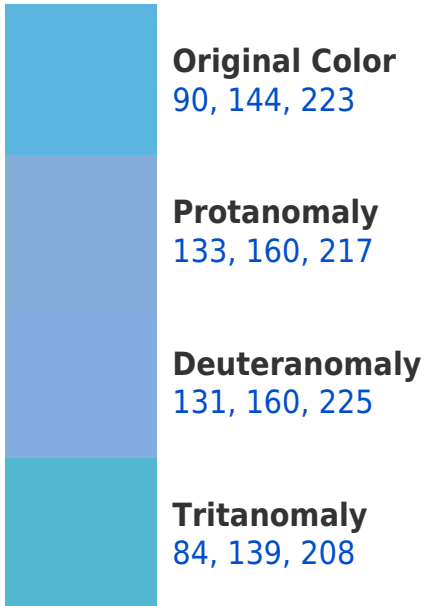 Original Color
90, 144, 223
Protanomaly
133, 160, 217
Deuteranomaly
131, 160, 225
Tritanomaly
84, 139, 208